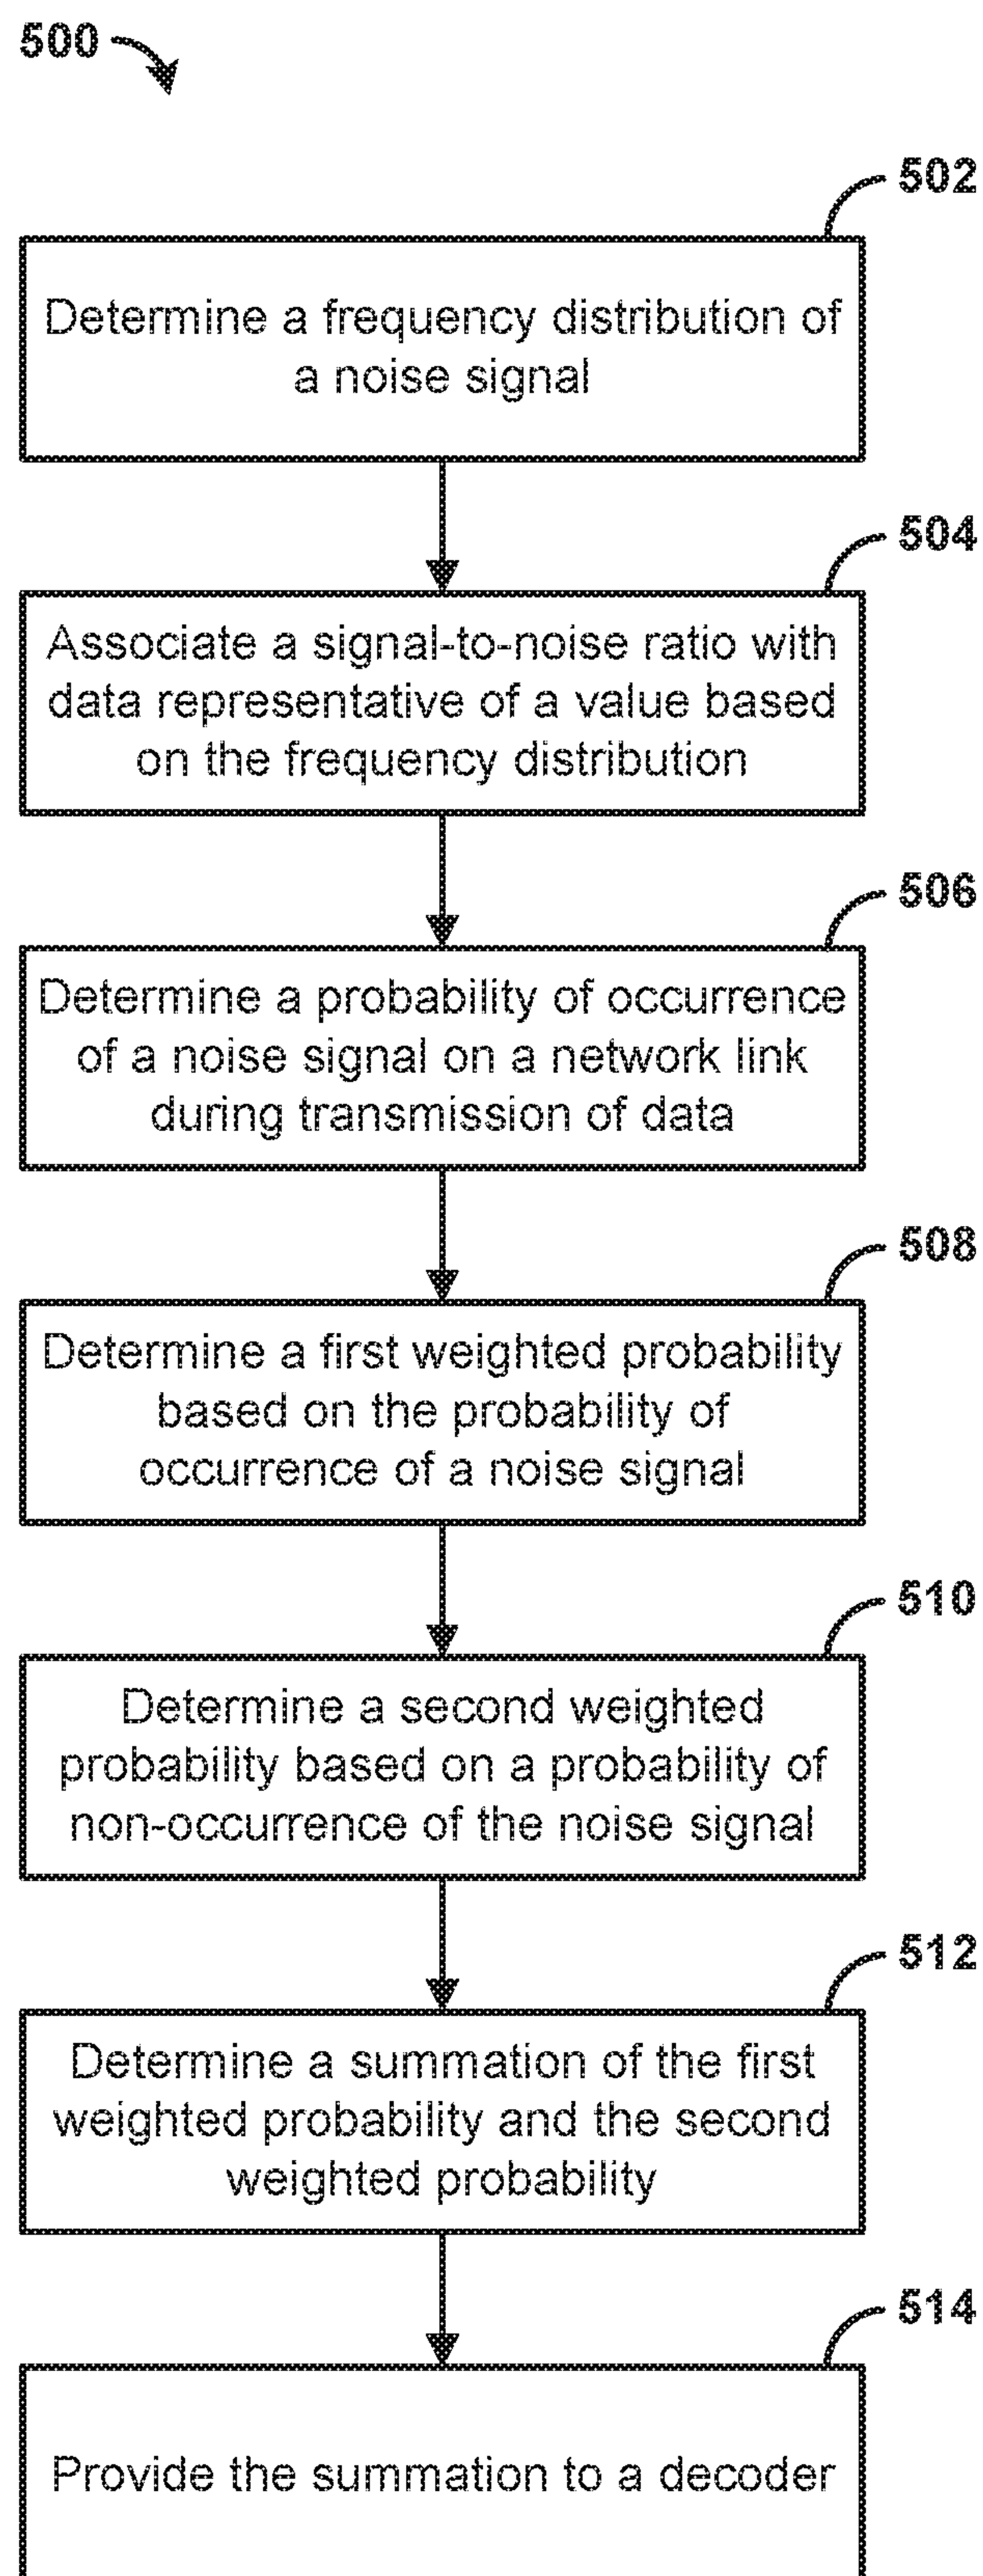 500
502
Determine a frequency distribution of
a noise signal
504
Associate a signal-to-noise ratio with
data representative of a value based
on the frequency distribution
506
Determine a probability of occurrence
of a noise signal on a network link
during transmission of data
508
Determine a first weighted probability
based on the probability of
occurrence of a noise signal
510
Determine a second weighted
probability based on a probability of
non-occurrence of the noise signal
512
Determine a summation of the first
weighted probability and the second
weighted probability
514
Provide the summation to a decoder